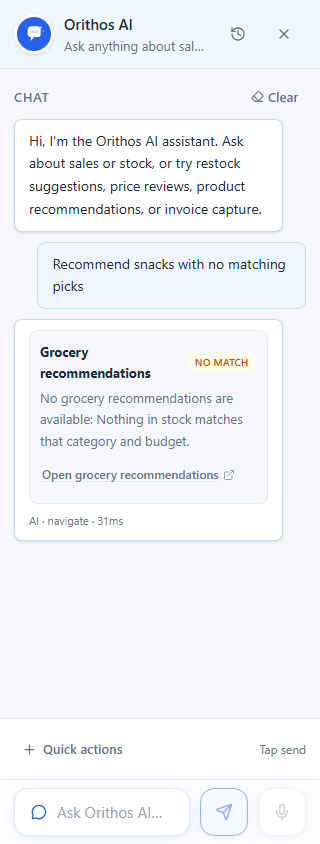 Orithos AI
Ask anything about sal...
CHAT
Clear
Hi, I'm the Orithos AI assistant. Ask
about sales or stock, or try restock
suggestions, price reviews, product
recommendations, or invoice capture.
Recommend snacks with no matching
picks
Grocery
recommendations
NO MATCH
No grocery recommendations are
available: Nothing in stock matches
that category and budget.
Open grocery recommendations
AI · navigate · 31ms
Quick actions
Tap send
Ask Orithos AI...